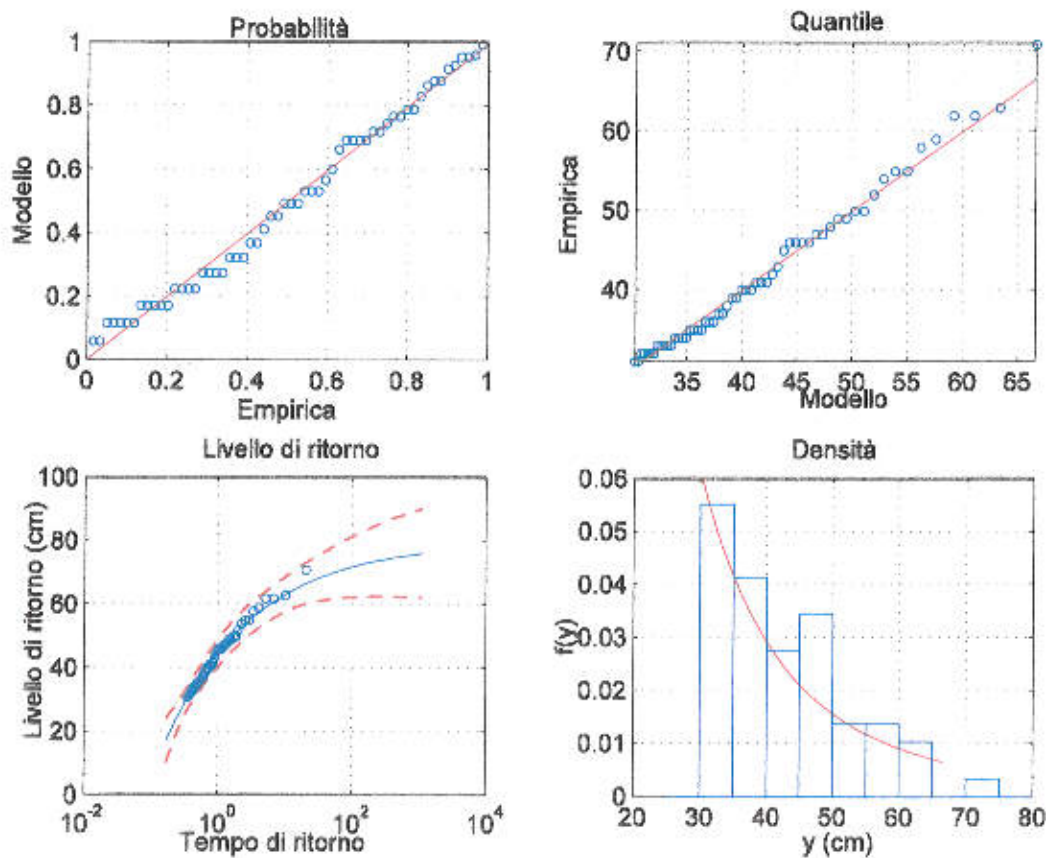 Probabilità
1
0.8
0.6
0.4
0.2
0
0 0.2 0.4 0.6 0.8 1
Modello
Empirica
Quantile
70
60
50
40
35 40 45 50 55 60 65
Empirica
Modello
Livello di ritorno
100
80
60
40
20
0
10^-2 10^0 10^2 10^4
Livello di ritorno (cm)
Tempo di ritorno
Densità
0.06
0.05
0.04
0.03
0.02
0.01
0
20 30 40 50 60 70 80
f(y)
y (cm)